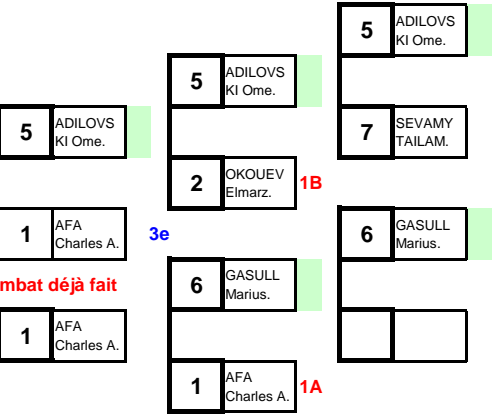 5 ADILOVS
KI Ome.
5 ADILOVS
KI Ome.
5 ADILOVS
KI Ome.
7 SEVAMY
TAILAM.
2 OKOUEV
Elmarz. 1B
1 AFA
Charles A. 3e
6 GASULL
Marius.
mbat déjà fait
6 GASULL
Marius.
1 AFA
Charles A.
1 AFA
Charles A. 1A